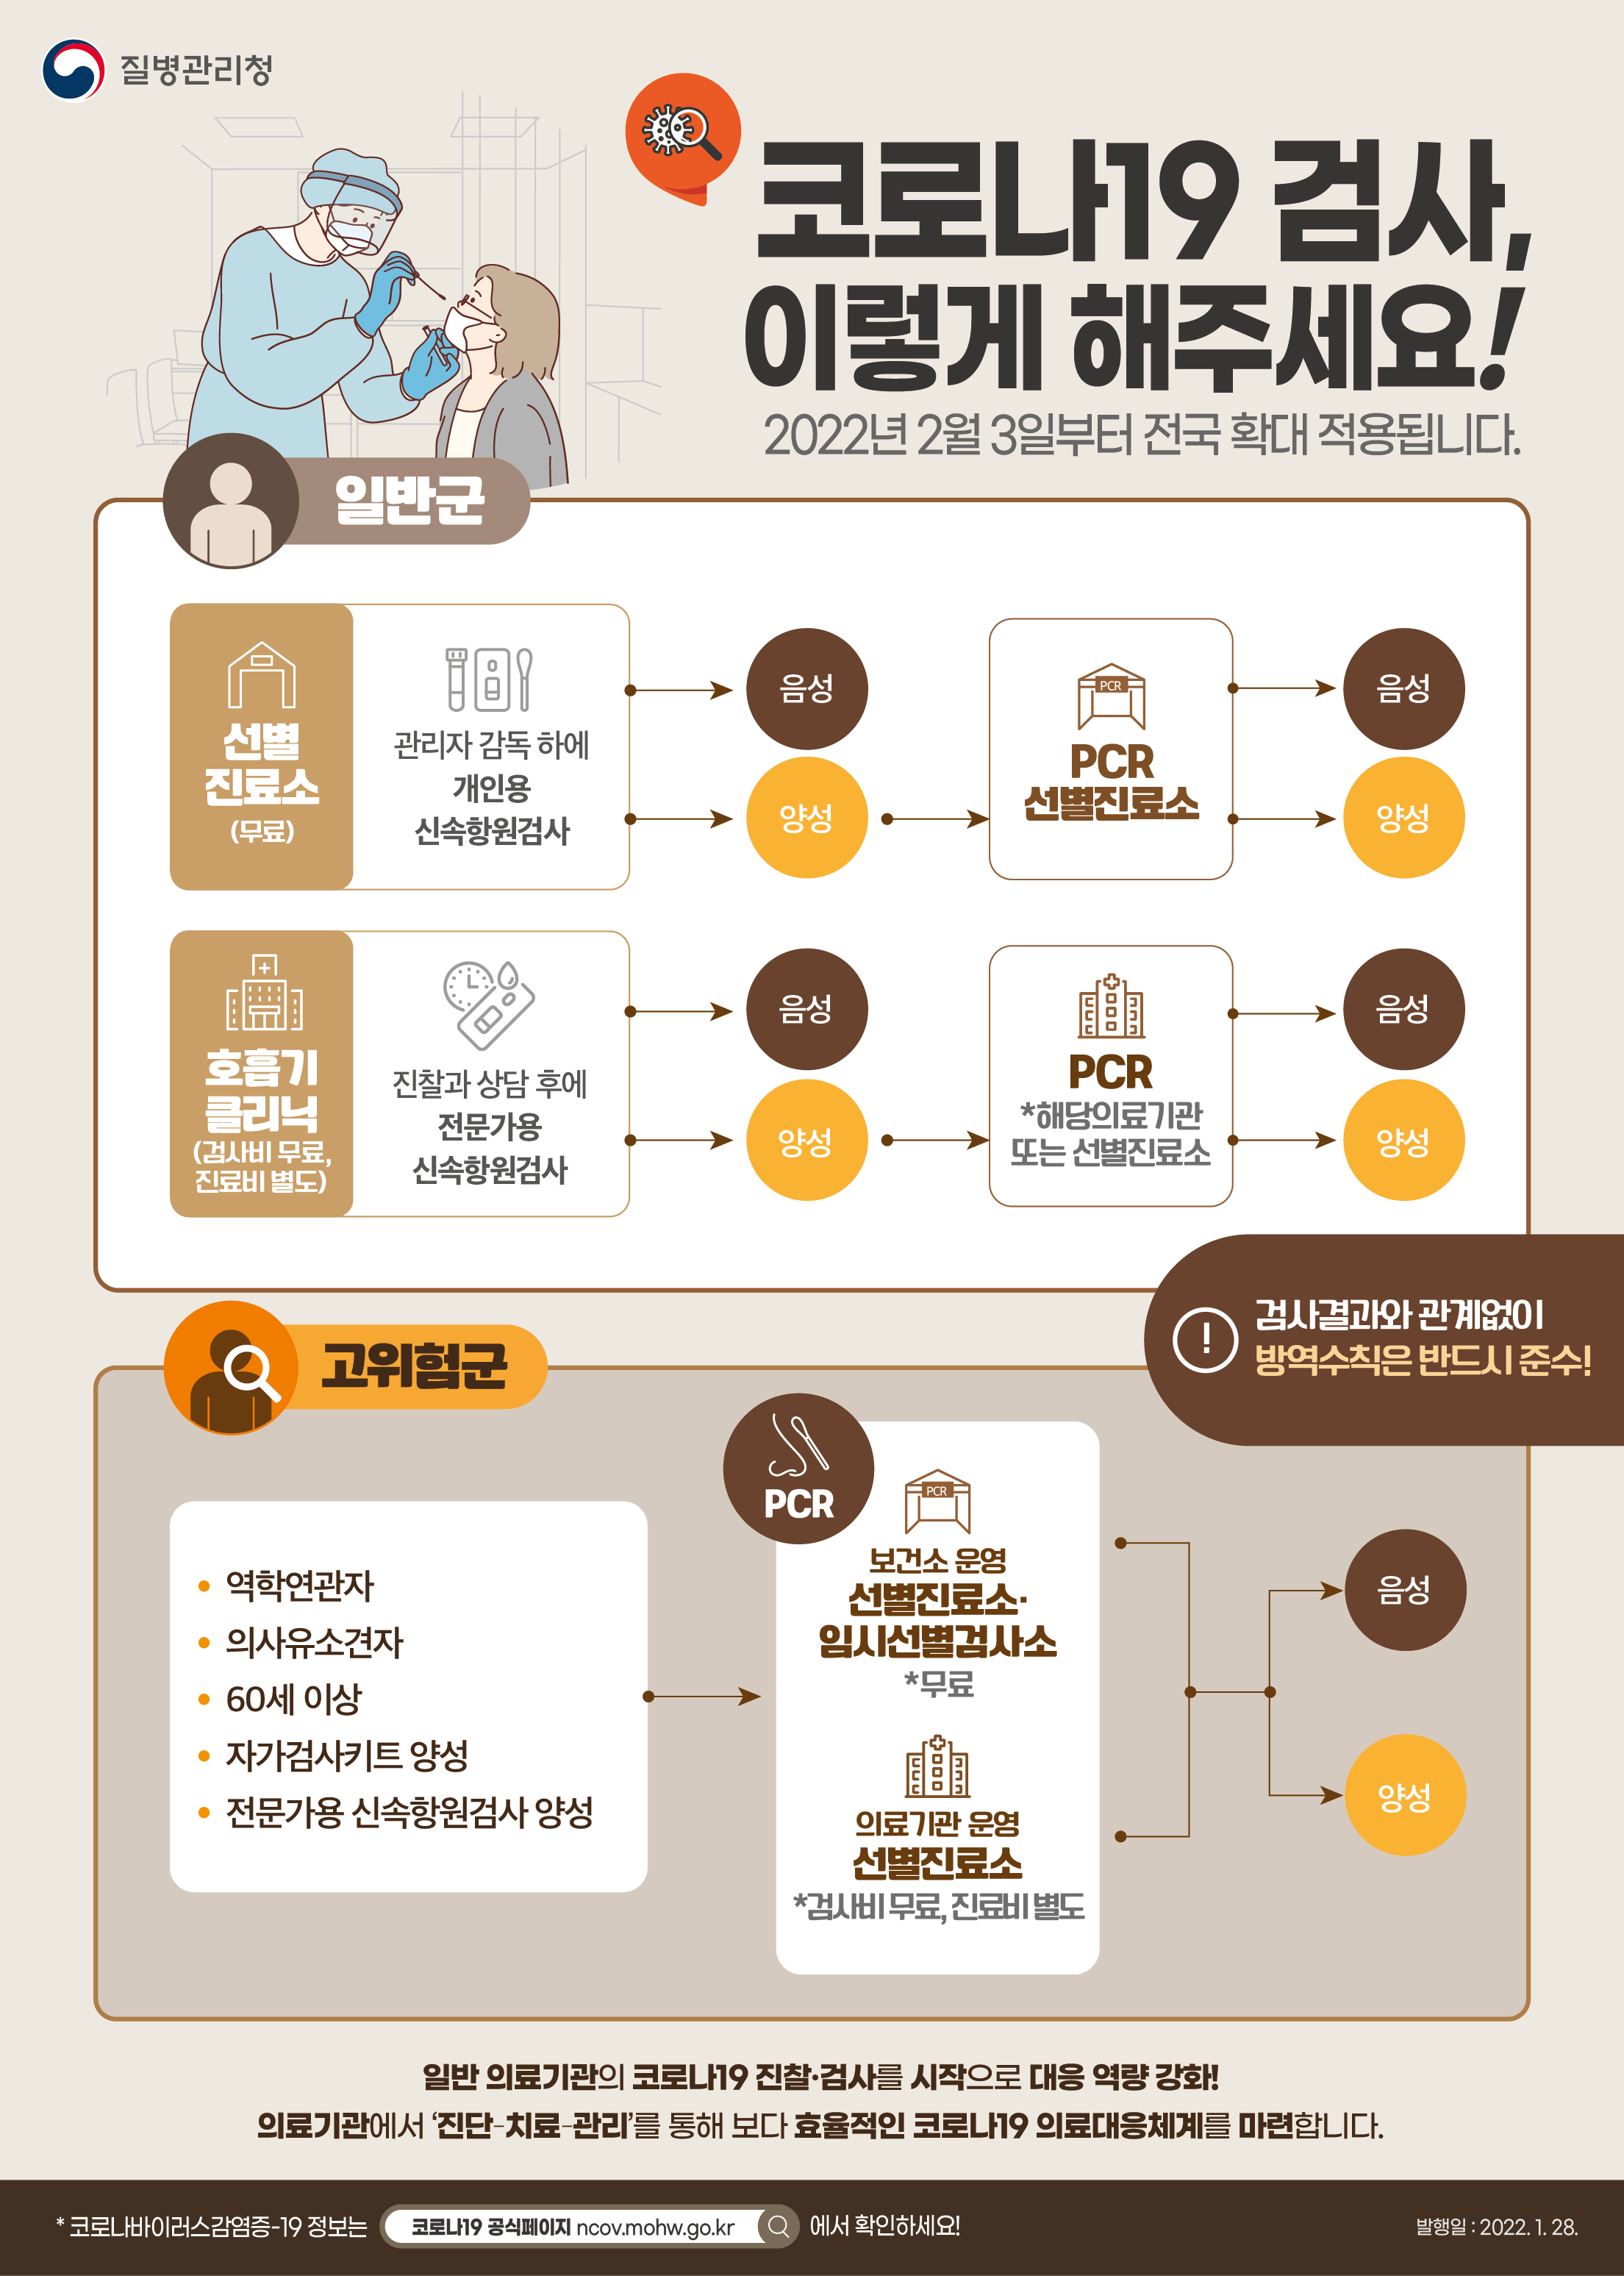 질병관리청
코로나19 검사,
이렇게 해주세요!
2022년 2월 3일부터 전국 확대 적용됩니다.
일반군
선별
진료소
(무료)
관리자 감독 하에
개인용
신속항원검사
음성
양성
PCR
PCR
선별진료소
음성
양성
호흡기
클리닉
(검사비 무료,
진료비 별도)
진찰과 상담 후에
전문가용
신속항원검사
음성
양성
PCR
*해당의료기관
또는 선별진료소
음성
양성
! 검사결과와 관계없이
방역수칙은 반드시 준수!
고위험군
• 역학연관자
• 의사유소견자
• 60세 이상
• 자가검사키트 양성
• 전문가용 신속항원검사 양성
PCR
PCR
보건소 운영
선별진료소·
임시선별검사소
*무료
의료기관 운영
선별진료소
*검사비 무료, 진료비 별도
음성
양성
일반 의료기관의 코로나19 진찰·검사를 시작으로 대응 역량 강화!
의료기관에서 ‘진단-치료-관리’를 통해 보다 효율적인 코로나19 의료대응체계를 마련합니다.
* 코로나바이러스감염증-19 정보는 코로나19 공식페이지 ncov.mohw.go.kr 에서 확인하세요!
발행일 : 2022. 1. 28.